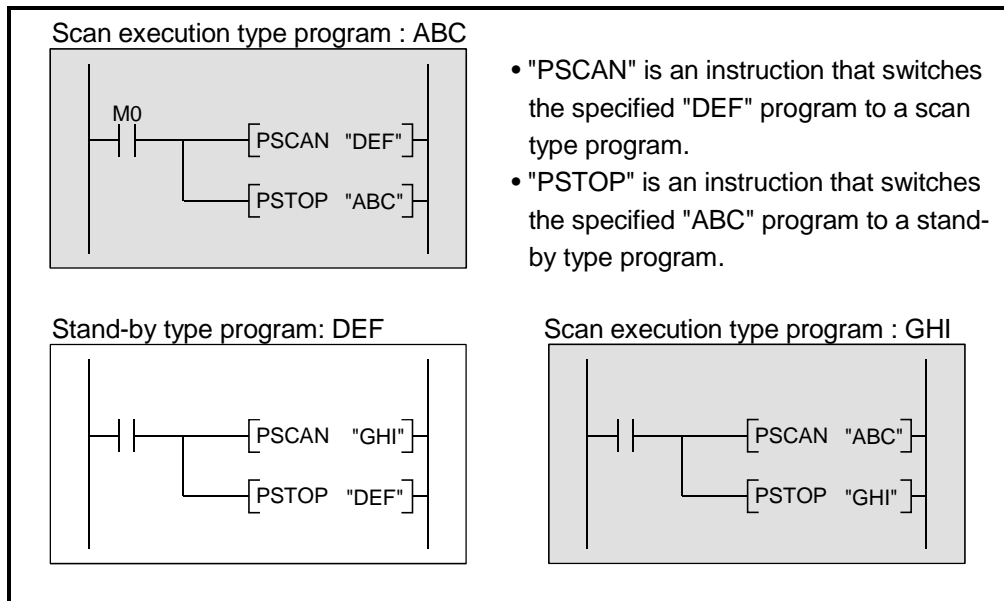 Scan execution type program : ABC
M0
PSCAN "DEF"
PSTOP "ABC"
• "PSCAN" is an instruction that switches
the specified "DEF" program to a scan
type program.
• "PSTOP" is an instruction that switches
the specified "ABC" program to a stand-
by type program.
Stand-by type program: DEF
PSCAN "GHI"
PSTOP "DEF"
Scan execution type program : GHI
PSCAN "ABC"
PSTOP "GHI"